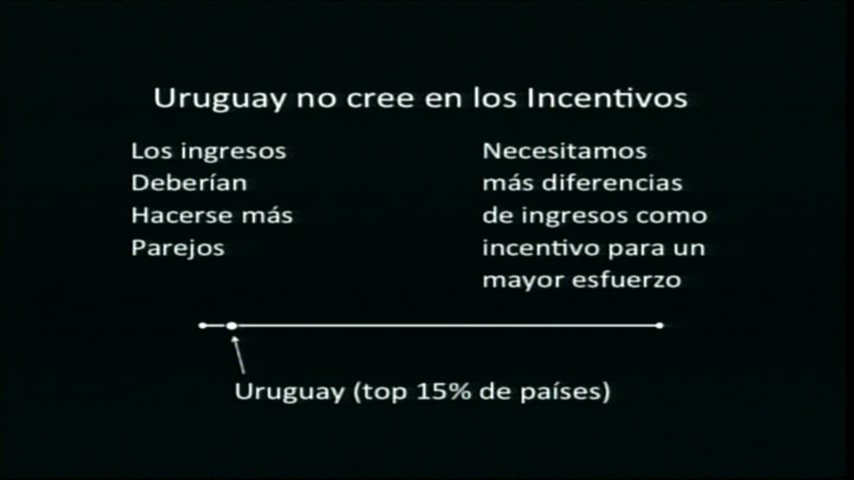 Uruguay no cree en los Incentivos
Los ingresos
Deberían
Hacerse más
Parejos
Necesitamos
más diferencias
de ingresos como
incentivo para un
mayor esfuerzo
Uruguay (top 15% de países)